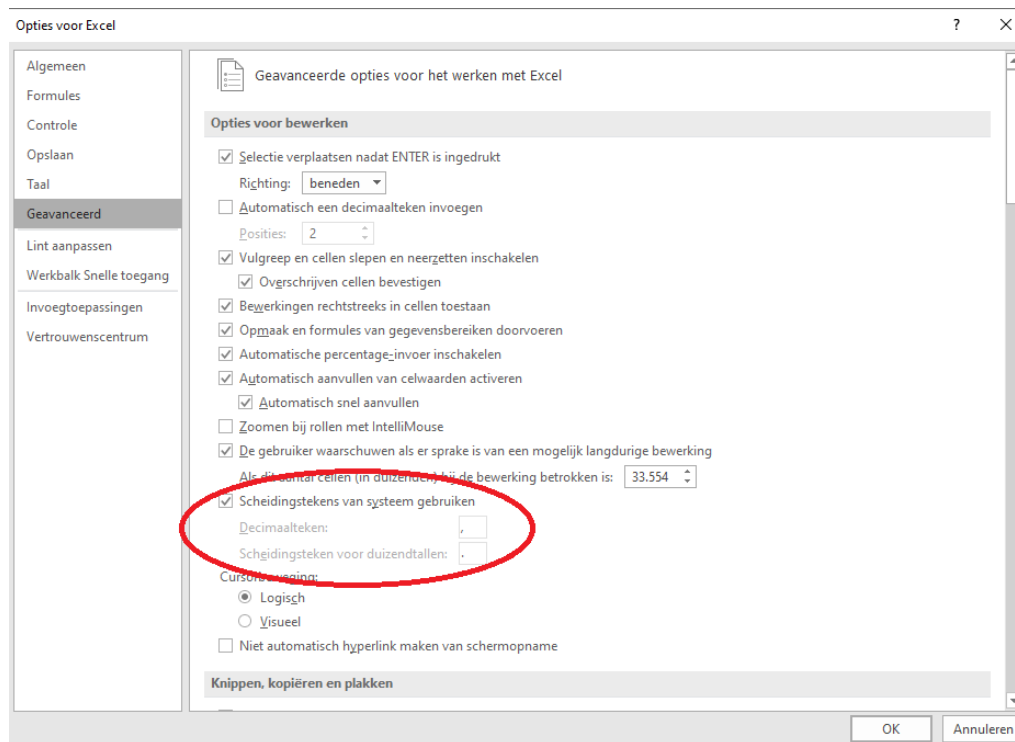 Opties voor Excel
?
Algemeen
Formules
Controle
Opslaan
Taal
Geavanceerd
Lint aanpassen
Werkbalk Snelle toegang
Invoegtoepassingen
Vertrouwenscentrum
Geavanceerde opties voor het werken met Excel
Opties voor bewerken
Selectie verplaatsen nadat ENTER is ingedrukt
Richting: beneden
Automatisch een decimaalteken invoegen
Posities: 2
Vulgreep en cellen slepen en neerzetten inschakelen
Overschrijven cellen bevestigen
Bewerkingen rechtstreeks in cellen toestaan
Opmaak en formules van gegevensbereiken doorvoeren
Automatische percentage-invoer inschakelen
Automatisch aanvullen van celwaarden activeren
Automatisch snel aanvullen
Zoomen bij rollen met IntelliMouse
De gebruiker waarschuwen als er sprake is van een mogelijk langdurige bewerking
Als dit aantal cellen (in duizenden) bij de bewerking betrokken is: 33.554
Scheidingstekens van systeem gebruiken
Decimaalteken: ,
Scheidingsteken voor duizendtallen: .
Cursorbeweging:
Logisch
Visueel
Niet automatisch hyperlink maken van schermopname
Knippen, kopiëren en plakken
OK
Annuleren